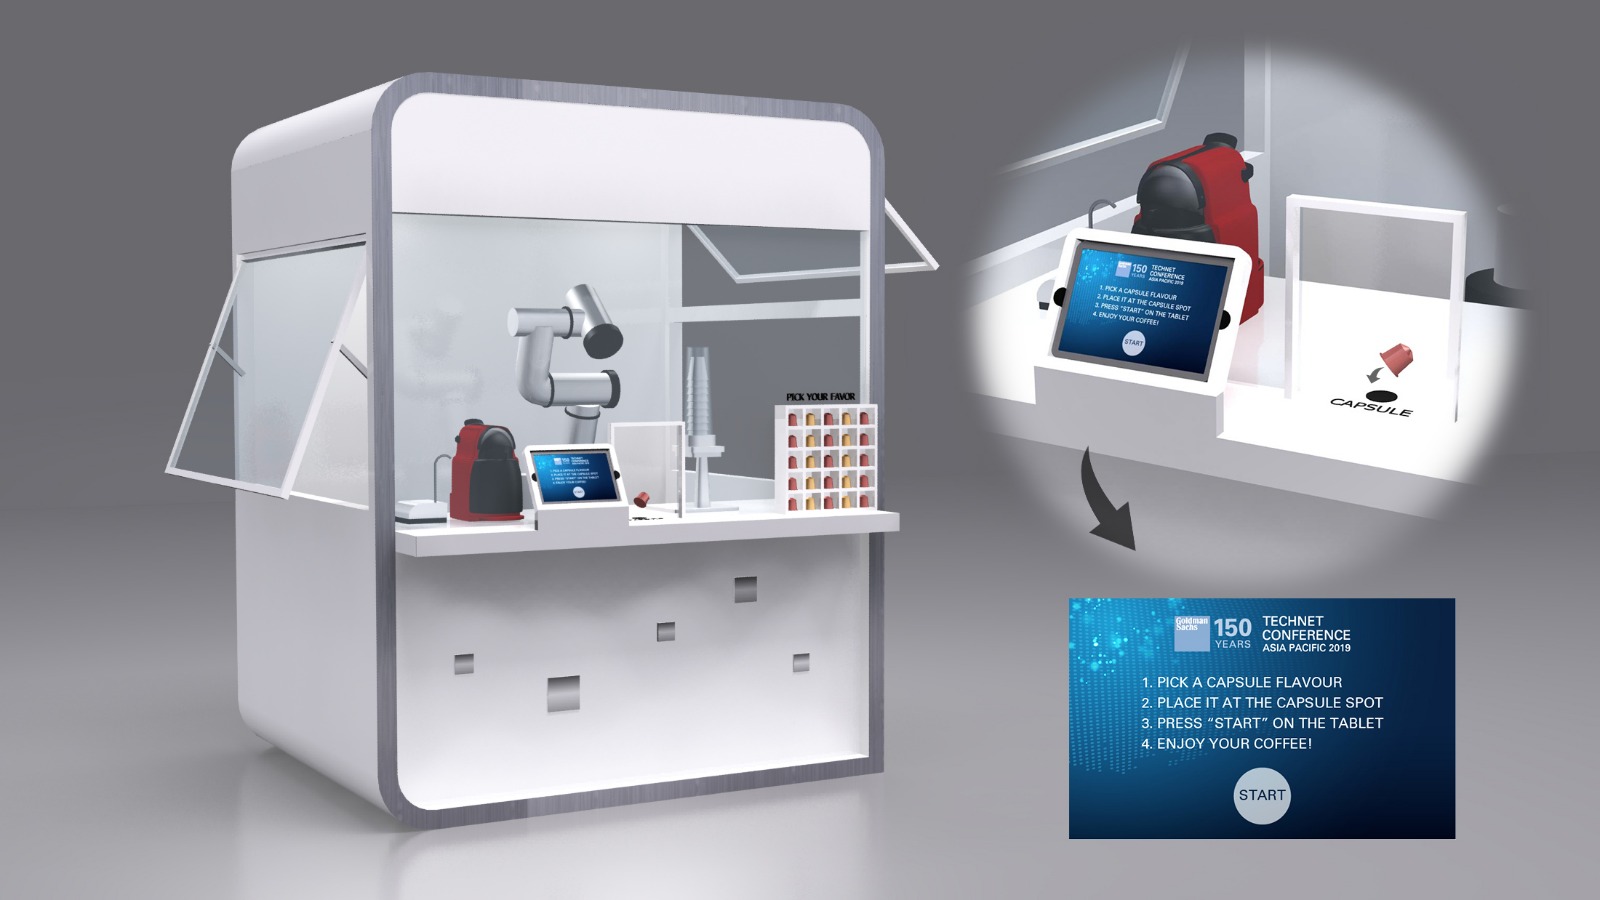 PICK YOUR FAVOR
150
YEARS
TECHNET
CONFERENCE
ASIA PACIFIC 2019
1. PICK A CAPSULE FLAVOUR
2. PLACE IT AT THE CAPSULE SPOT
3. PRESS "START" ON THE TABLET
4. ENJOY YOUR COFFEE!
START
CAPSULE
Goldman
Sachs
150
YEARS
TECHNET
CONFERENCE
ASIA PACIFIC 2019
1. PICK A CAPSULE FLAVOUR
2. PLACE IT AT THE CAPSULE SPOT
3. PRESS “START” ON THE TABLET
4. ENJOY YOUR COFFEE!
START